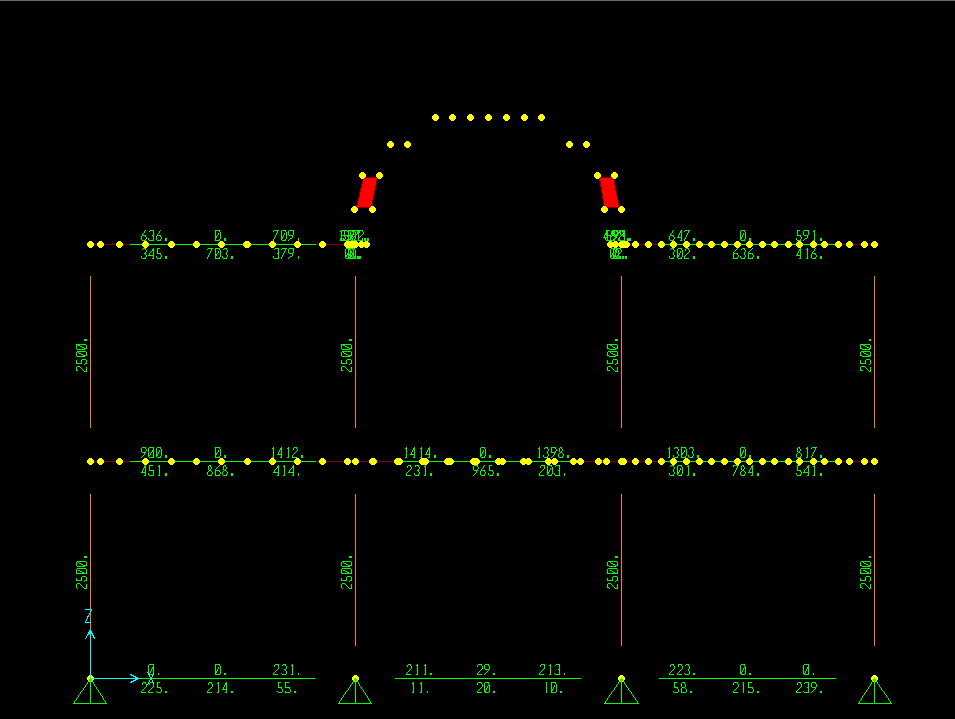 636. 0. 709. 647. 0. 591.
345. 703. 379. 302. 636. 416.
2500. 2500. 2500. 2500.
900. 0. 1412. 1414. 0. 1398. 1303. 0. 817.
451. 868. 414. 231. 965. 203. 301. 784. 541.
2500. 2500. 2500. 2500.
Z
0. 0. 231. 211. 29. 213. 223. 0. 0.
X
225. 214. 55. 11. 20. 10. 58. 215. 239.